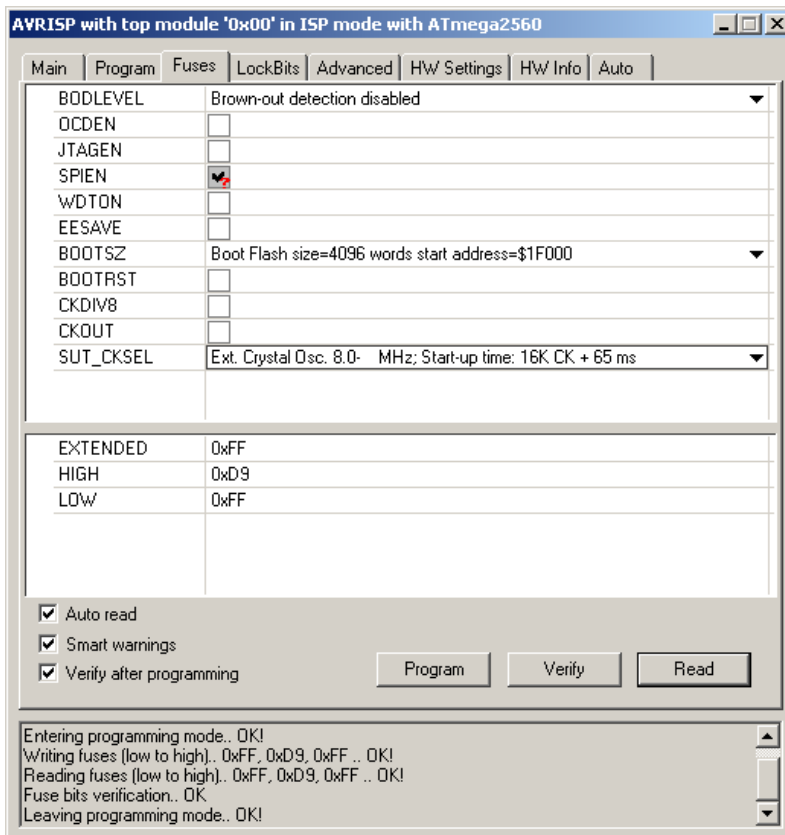 AVRISP with top module '0x00' in ISP mode with ATmega2560
Main Program Fuses LockBits Advanced HW Settings HW Info Auto
BODLEVEL Brown-out detection disabled
OCDEN
JTAGEN
SPIEN
WDTON
EESAVE
BOOTSZ Boot Flash size=4096 words start address=$1F000
BOOTRST
CKDIV8
CKOUT
SUT_CKSEL Ext. Crystal Osc. 8.0- MHz; Start-up time: 16K CK + 65 ms
EXTENDED 0xFF
HIGH 0xD9
LOW 0xFF
Auto read
Smart warnings
Verify after programming
Program Verify Read
Entering programming mode.. OK!
Writing fuses (low to high).. 0xFF, 0xD9, 0xFF .. OK!
Reading fuses (low to high).. 0xFF, 0xD9, 0xFF .. OK!
Fuse bits verification.. OK
Leaving programming mode.. OK!